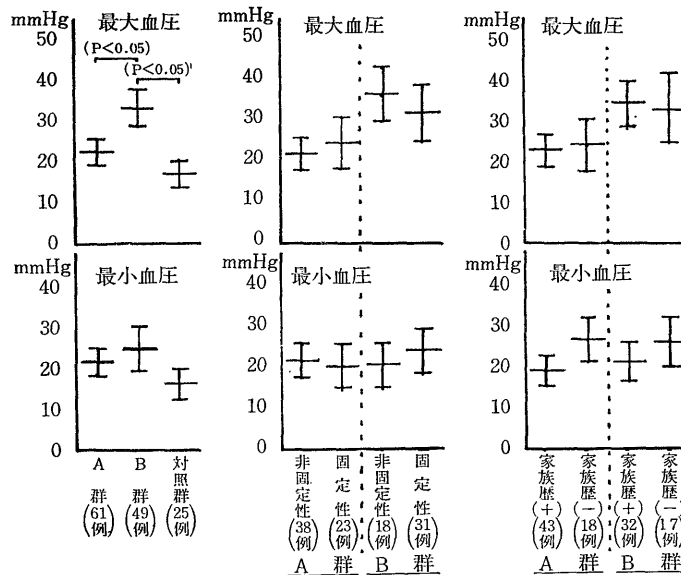 mmHg 最大血圧
50
(P<0.05)
40
(P<0.05)
30
20
10
0
mmHg 最小血圧
40
30
20
10
0
A群(61例)
B群(49例)
対照群(25例)
mmHg 最大血圧
50
40
30
20
10
0
mmHg 最小血圧
40
30
20
10
0
非固定性(38例)
固定性(23例)
非固定性(18例)
固定性(31例)
A 群
B 群
mmHg 最大血圧
50
40
30
20
10
0
mmHg 最小血圧
40
30
20
10
0
家族歴(+)(43例)
家族歴(−)(18例)
家族歴(+)(32例)
家族歴(−)(17例)
A 群
B 群